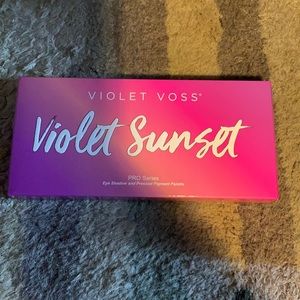 VIOLET VOSS®
Violet Sunset
PRO Series
Eye Shadow and Pressed Pigment Palette